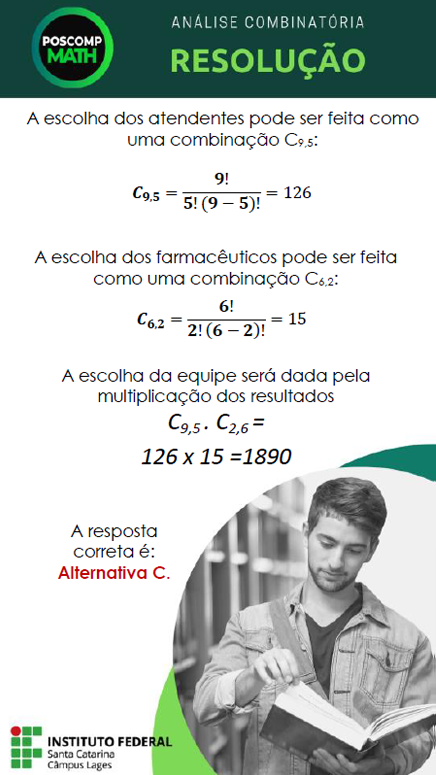 POSCOMP
MATH
ANÁLISE COMBINATÓRIA
RESOLUÇÃO
A escolha dos atendentes pode ser feita como
uma combinação C₉,₅:
C₉,₅ = 9! / 5! (9 − 5)! = 126
A escolha dos farmacêuticos pode ser feita
como uma combinação C₆,₂:
C₆,₂ = 6! / 2! (6 − 2)! = 15
A escolha da equipe será dada pela
multiplicação dos resultados
C₉,₅ . C₂,₆ =
126 x 15 =1890
A resposta
correta é:
Alternativa C.
INSTITUTO FEDERAL
Santa Catarina
Câmpus Lages